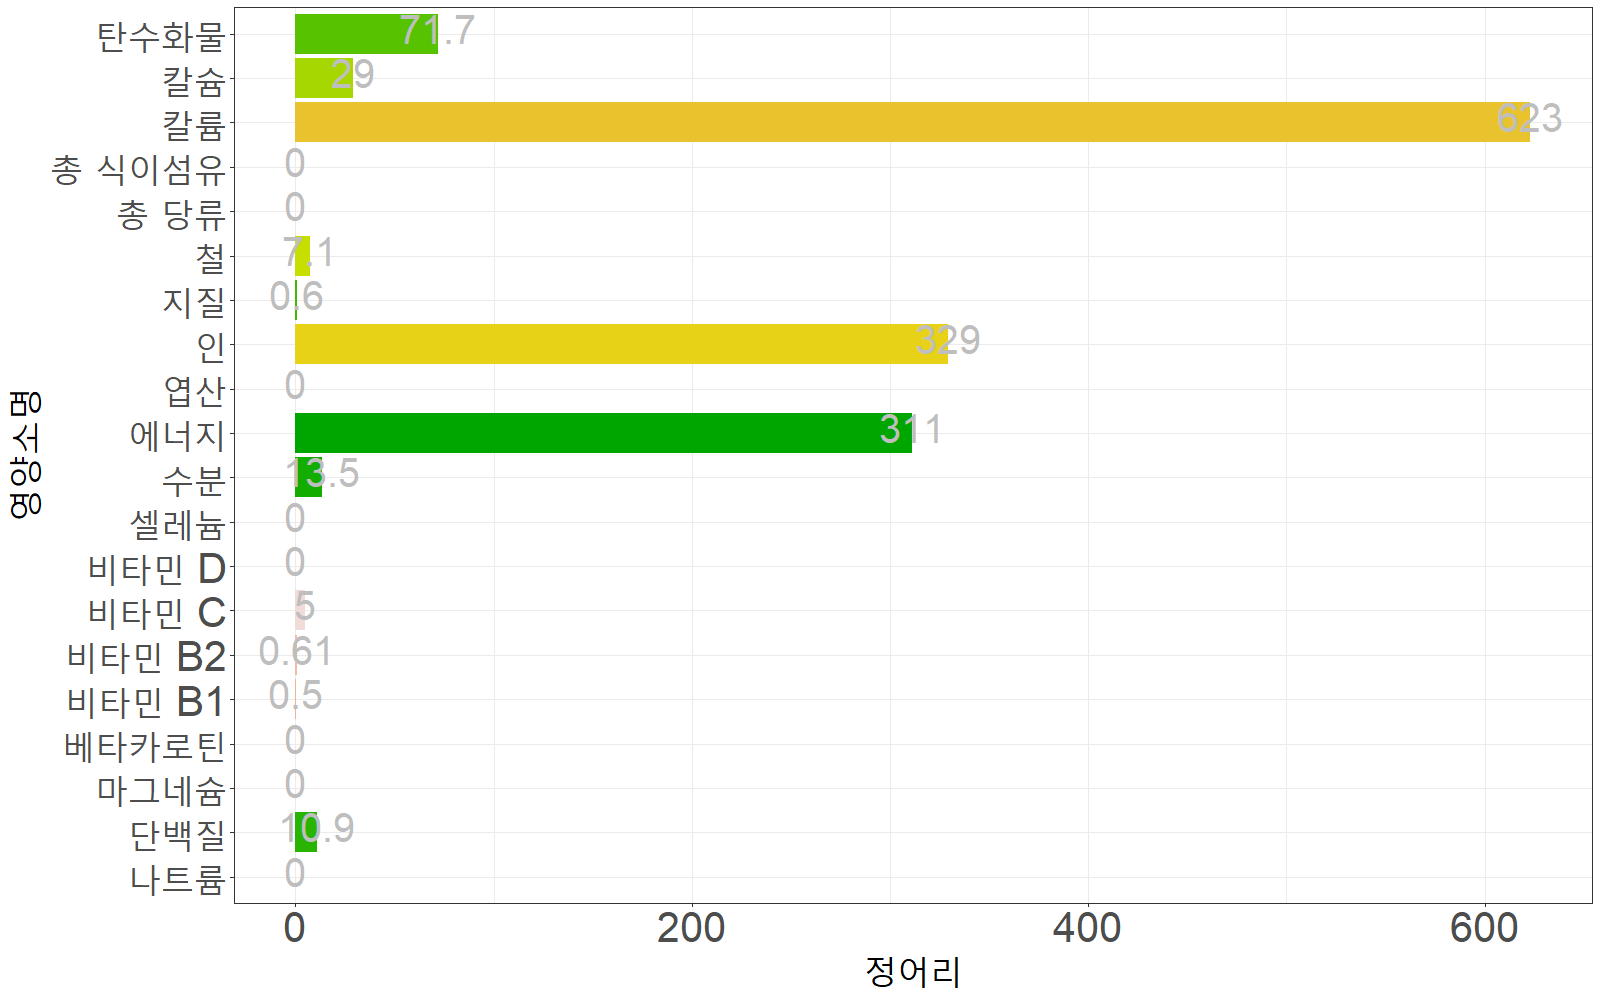 탄수화물 71.7
칼슘 29
칼륨 623
총 식이섬유 0
총 당류 0
철 7.1
지질 0.6
인 329
엽산 0
에너지 311
수분 13.5
셀레늄 0
비타민 D 0
비타민 C 5
비타민 B2 0.61
비타민 B1 0.5
베타카로틴 0
마그네슘 0
단백질 10.9
나트륨 0
영양소명
0 200 400 600
정어리